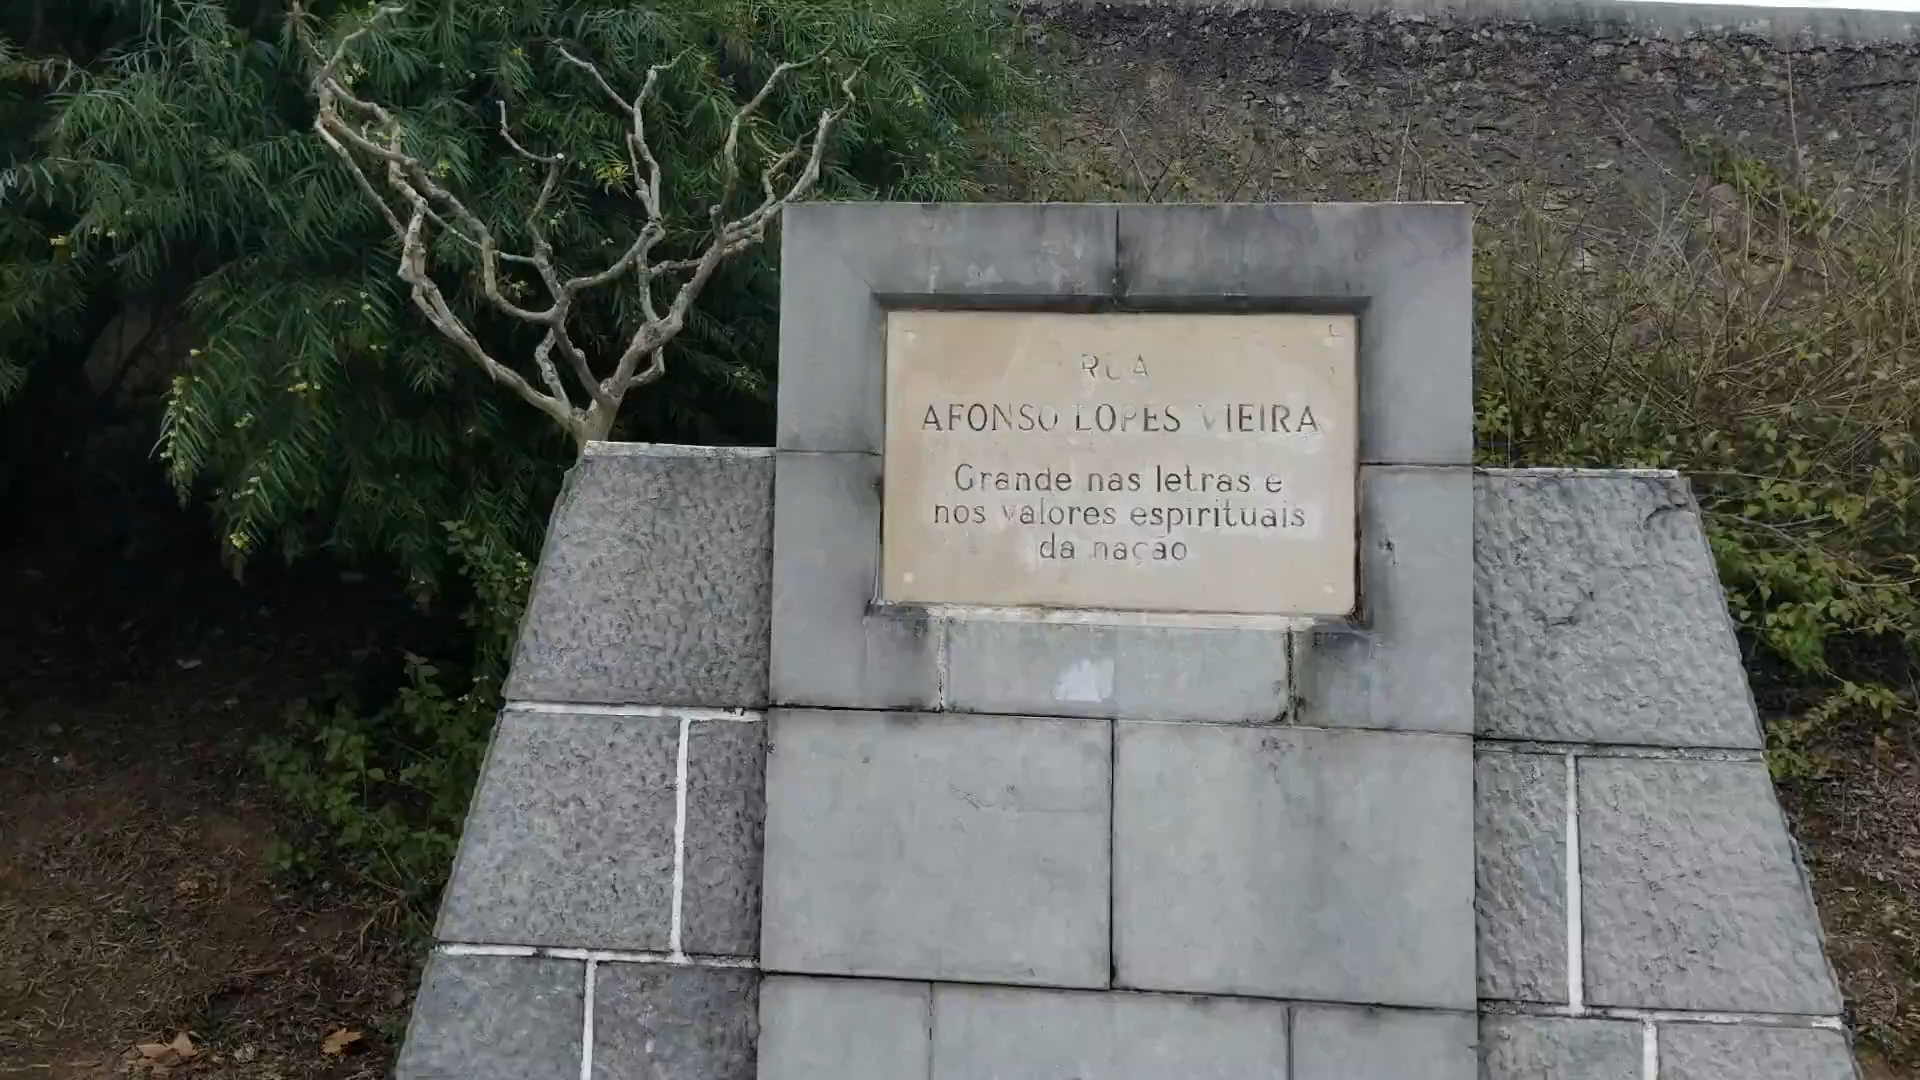 RUA
AFONSO LOPES VIEIRA
Grande nas letras e
nos valores espirituais
da nação